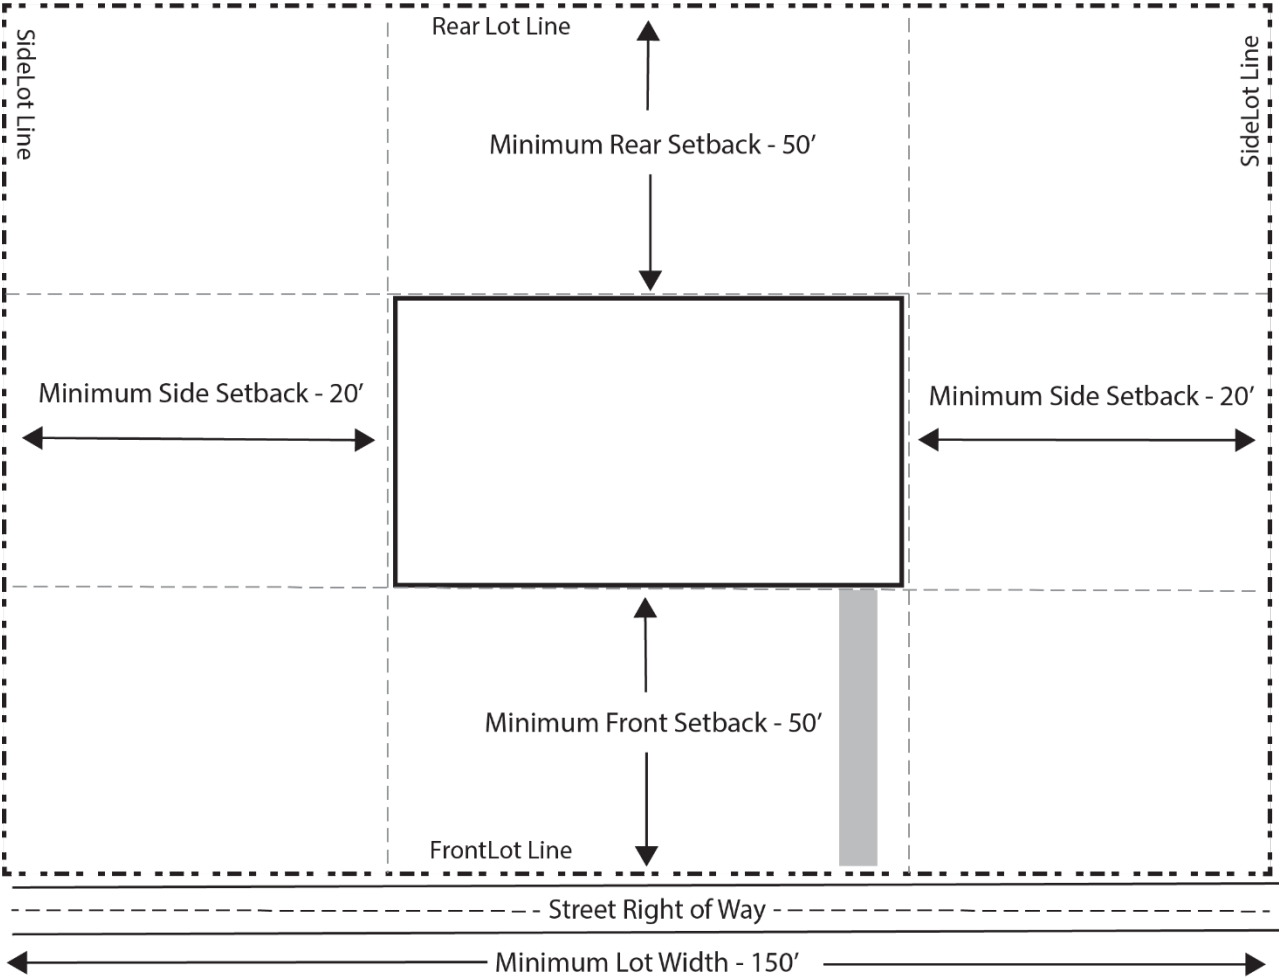 Rear Lot Line
SideLot Line
SideLot Line
Minimum Rear Setback - 50’
Minimum Side Setback - 20’
Minimum Side Setback - 20’
Minimum Front Setback - 50’
FrontLot Line
Street Right of Way
Minimum Lot Width - 150’